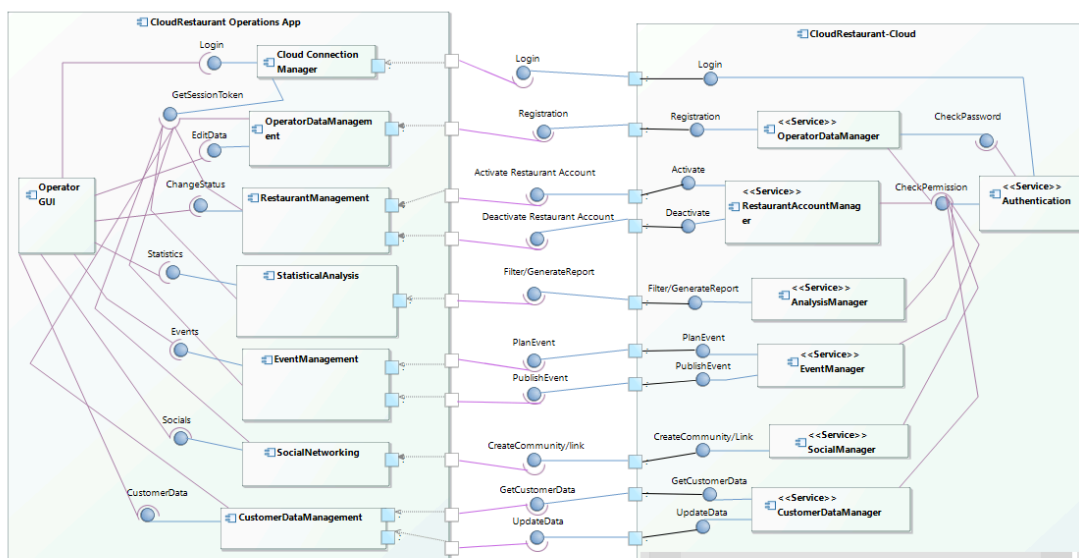 CloudRestaurant Operations App
CloudRestaurant-Cloud
Login
Cloud Connection
Manager
Login
Login
GetSessionToken
OperatorDataManagem
ent
EditData
Registration
Registration
<<Service>>
OperatorDataManager
CheckPassword
Operator
GUI
ChangeStatus
RestaurantManagement
Activate Restaurant Account
Deactivate Restaurant Account
Activate
Deactivate
<<Service>>
RestaurantAccountManag
er
CheckPermission
<<Service>>
Authentication
Statistics
StatisticalAnalysis
Filter/GenerateReport
Filter/GenerateReport
<<Service>>
AnalysisManager
Events
EventManagement
PlanEvent
PublishEvent
PlanEvent
PublishEvent
<<Service>>
EventManager
Socials
SocialNetworking
CreateCommunity/link
CreateCommunity/Link
<<Service>>
SocialManager
CustomerData
CustomerDataManagement
GetCustomerData
UpdateData
GetCustomerData
UpdateData
<<Service>>
CustomerDataManager